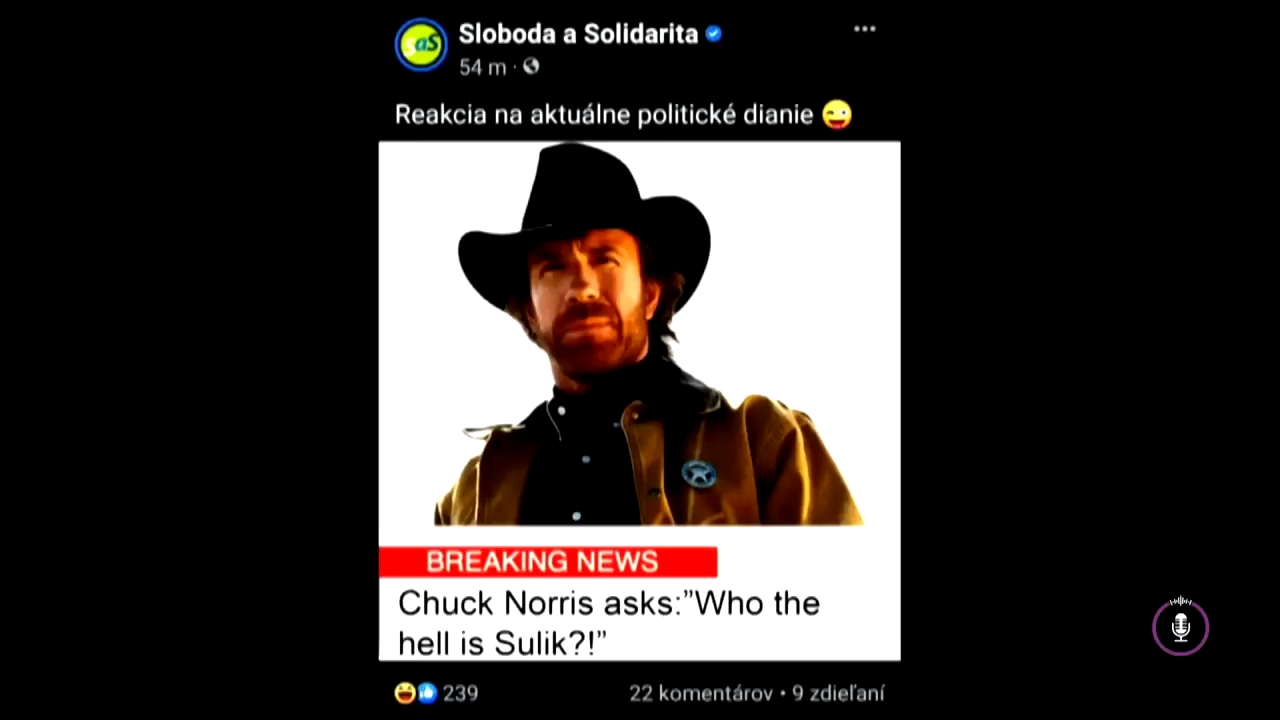 SaS
Sloboda a Solidarita
54 m ·
Reakcia na aktuálne politické dianie 😜
BREAKING NEWS
Chuck Norris asks:”Who the
hell is Sulik?!”
239
22 komentárov • 9 zdieľaní